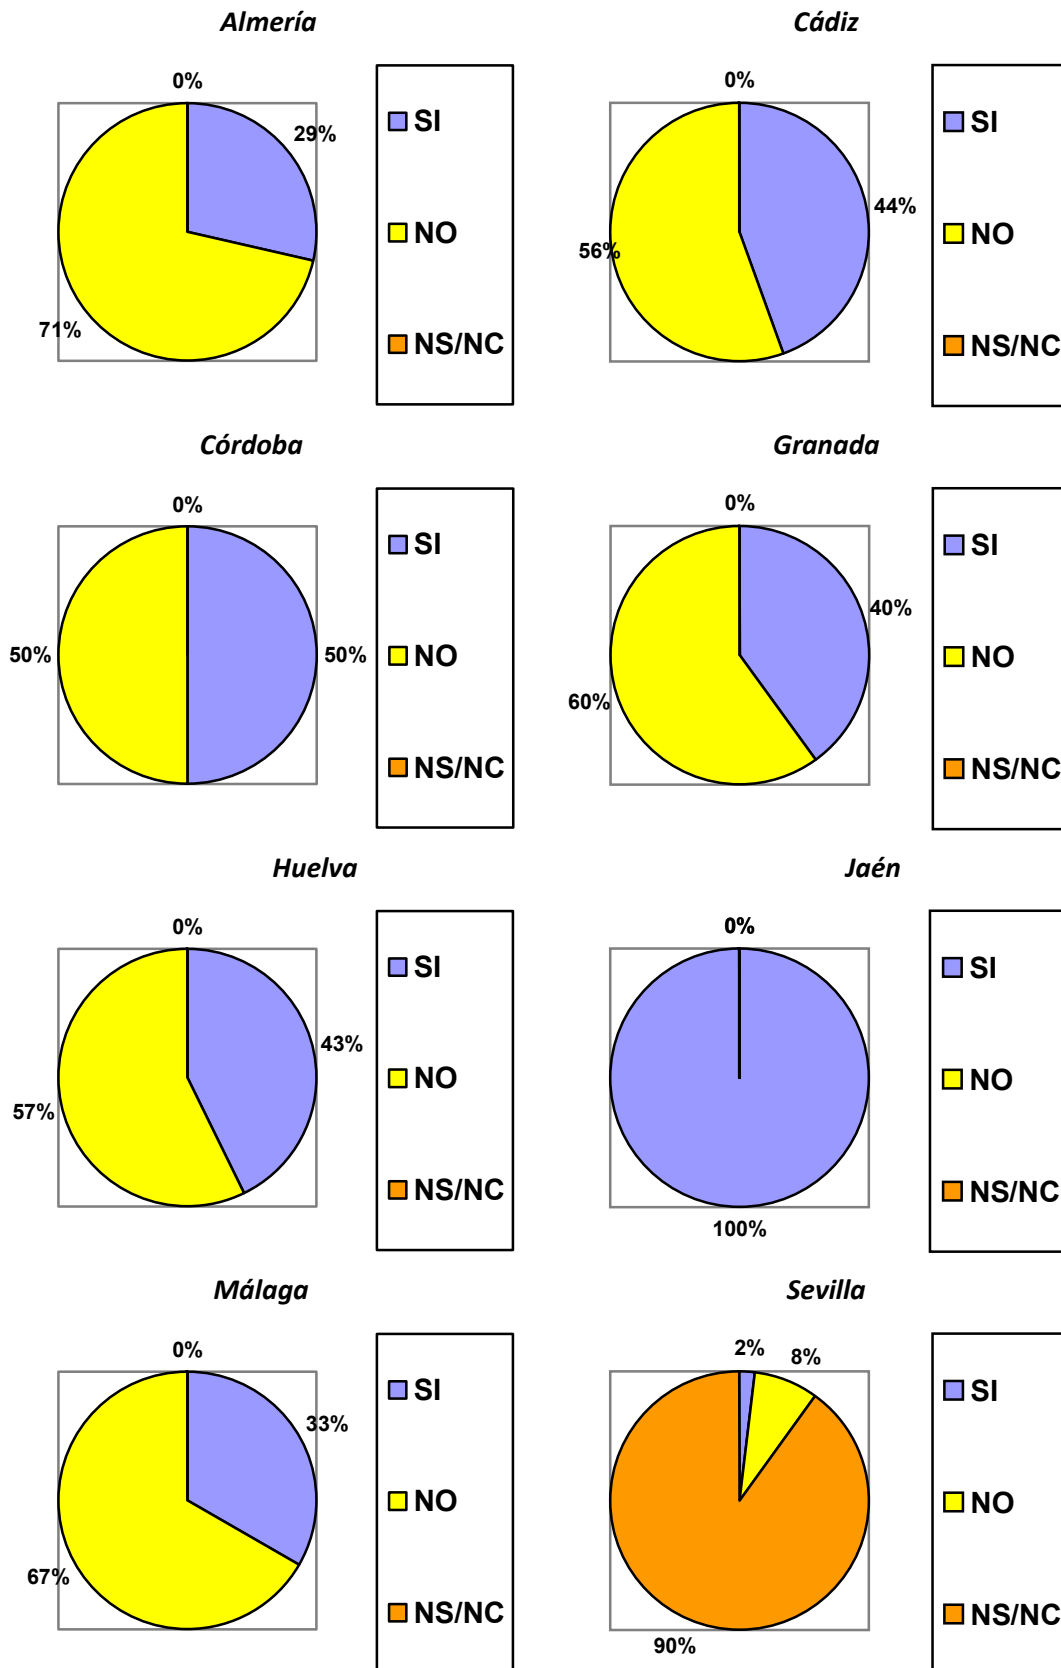 Almería
0%
29%
71%
SI
NO
NS/NC
Cádiz
0%
44%
56%
SI
NO
NS/NC
Córdoba
0%
50%
50%
SI
NO
NS/NC
Granada
0%
40%
60%
SI
NO
NS/NC
Huelva
0%
43%
57%
SI
NO
NS/NC
Jaén
0%
100%
SI
NO
NS/NC
Málaga
0%
33%
67%
SI
NO
NS/NC
Sevilla
2%
8%
90%
SI
NO
NS/NC